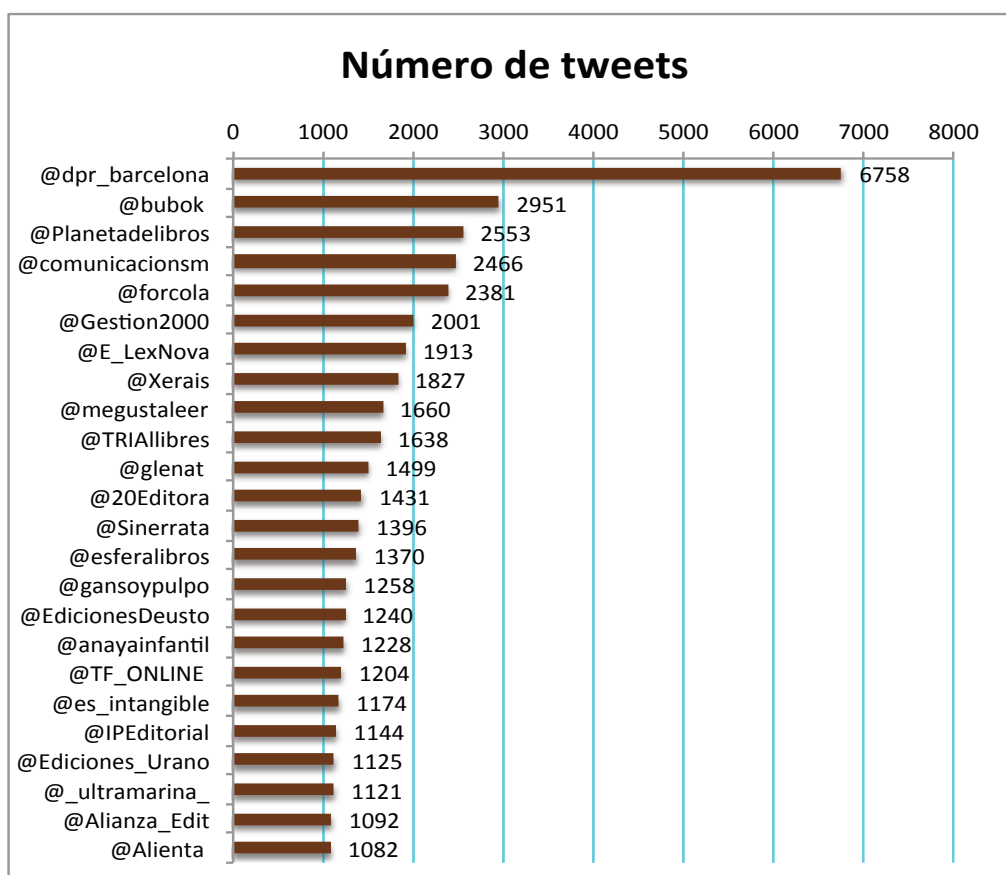 Número de tweets
0 1000 2000 3000 4000 5000 6000 7000 8000
@dpr_barcelona 6758
@bubok 2951
@Planetadelibros 2553
@comunicacionsm 2466
@forcola 2381
@Gestion2000 2001
@E_LexNova 1913
@Xerais 1827
@megustaleer 1660
@TRIAllibres 1638
@glenat 1499
@20Editora 1431
@Sinerrata 1396
@esferalibros 1370
@gansoypulpo 1258
@EdicionesDeusto 1240
@anayainfantil 1228
@TF_ONLINE 1204
@es_intangible 1174
@IPEditorial 1144
@Ediciones_Urano 1125
@_ultramarina_ 1121
@Alianza_Edit 1092
@Alienta 1082